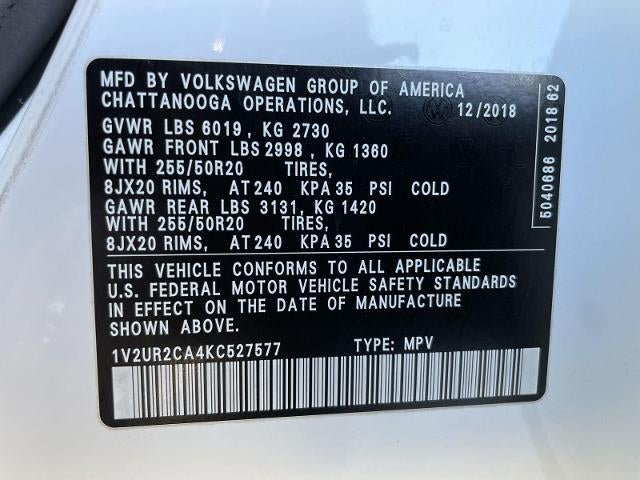 MFD BY VOLKSWAGEN GROUP OF AMERICA
CHATTANOOGA OPERATIONS, LLC. 12/2018
GVWR LBS 6019 , KG 2730
GAWR FRONT LBS 2998 , KG 1360
WITH 255/50R20 TIRES,
8JX20 RIMS, AT 240 KPA 35 PSI COLD
GAWR REAR LBS 3131, KG 1420
WITH 255/50R20 TIRES,
8JX20 RIMS, AT 240 KPA 35 PSI COLD
THIS VEHICLE CONFORMS TO ALL APPLICABLE
U.S. FEDERAL MOTOR VEHICLE SAFETY STANDARDS
IN EFFECT ON THE DATE OF MANUFACTURE
SHOWN ABOVE.
1V2UR2CA4KC527577 TYPE: MPV
5040686 2018 62